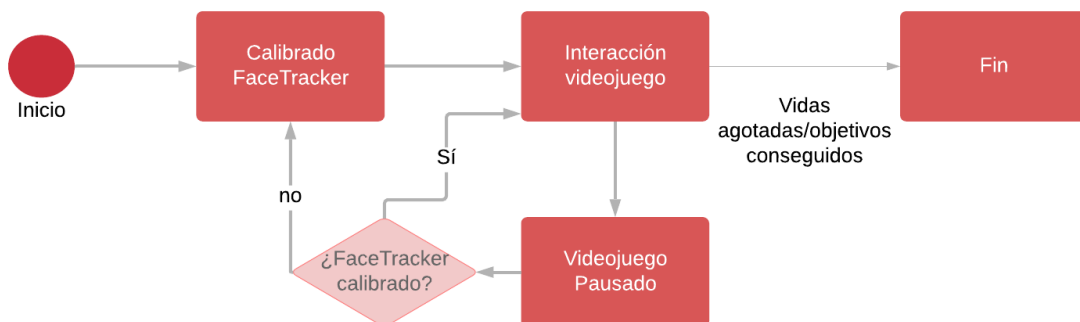 Inicio
Calibrado
FaceTracker
Interacción
videojuego
Fin
Vidas
agotadas/objetivos
conseguidos
Sí
no
¿FaceTracker
calibrado?
Videojuego
Pausado